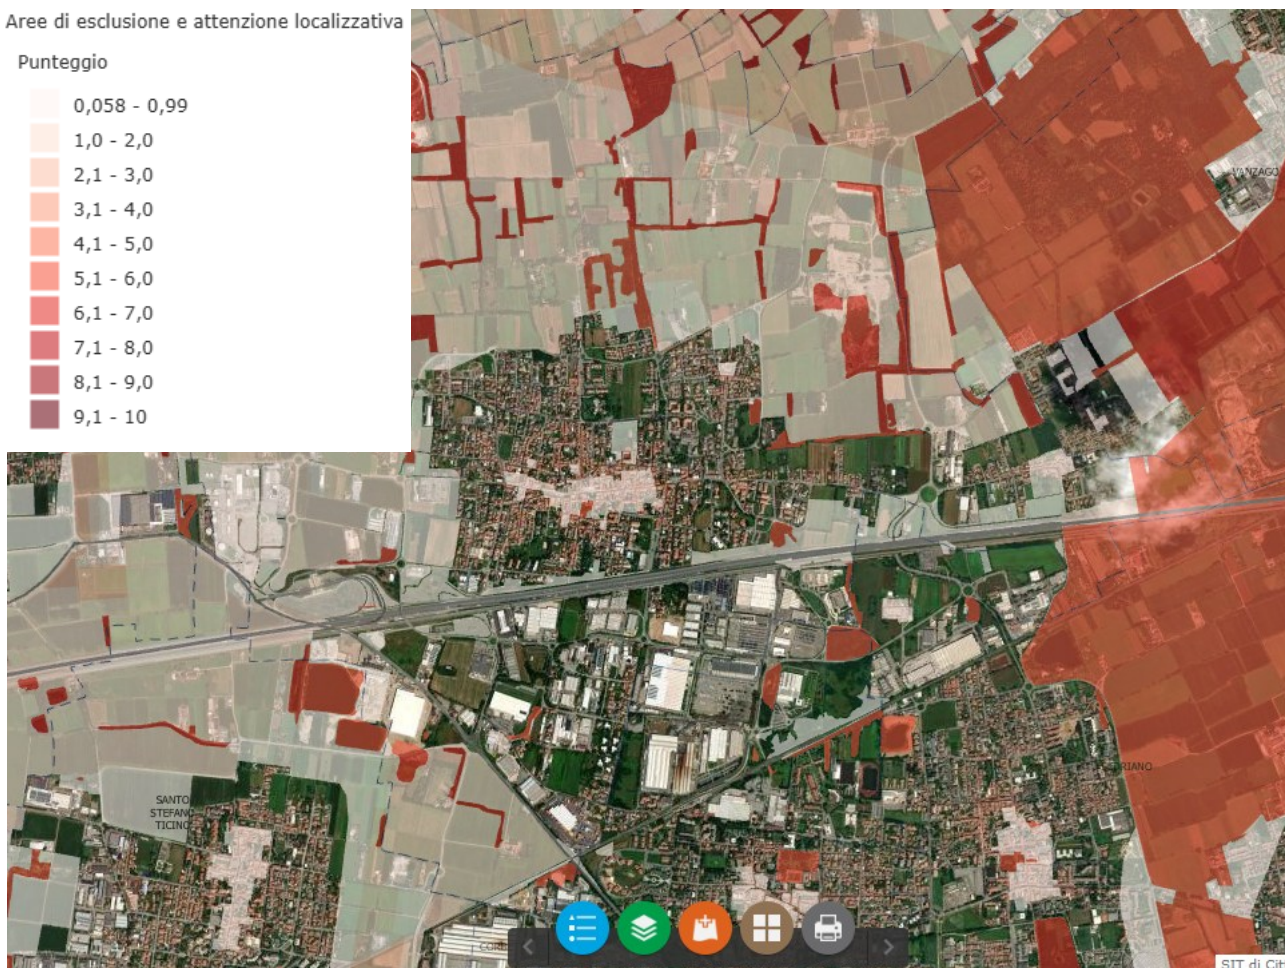 Aree di esclusione e attenzione localizzativa
Punteggio
0,058 - 0,99
1,0 - 2,0
2,1 - 3,0
3,1 - 4,0
4,1 - 5,0
5,1 - 6,0
6,1 - 7,0
7,1 - 8,0
8,1 - 9,0
9,1 - 10
VANZAGO
RIANO
SANTO
STEFANO
TICINO
SIT di Cit